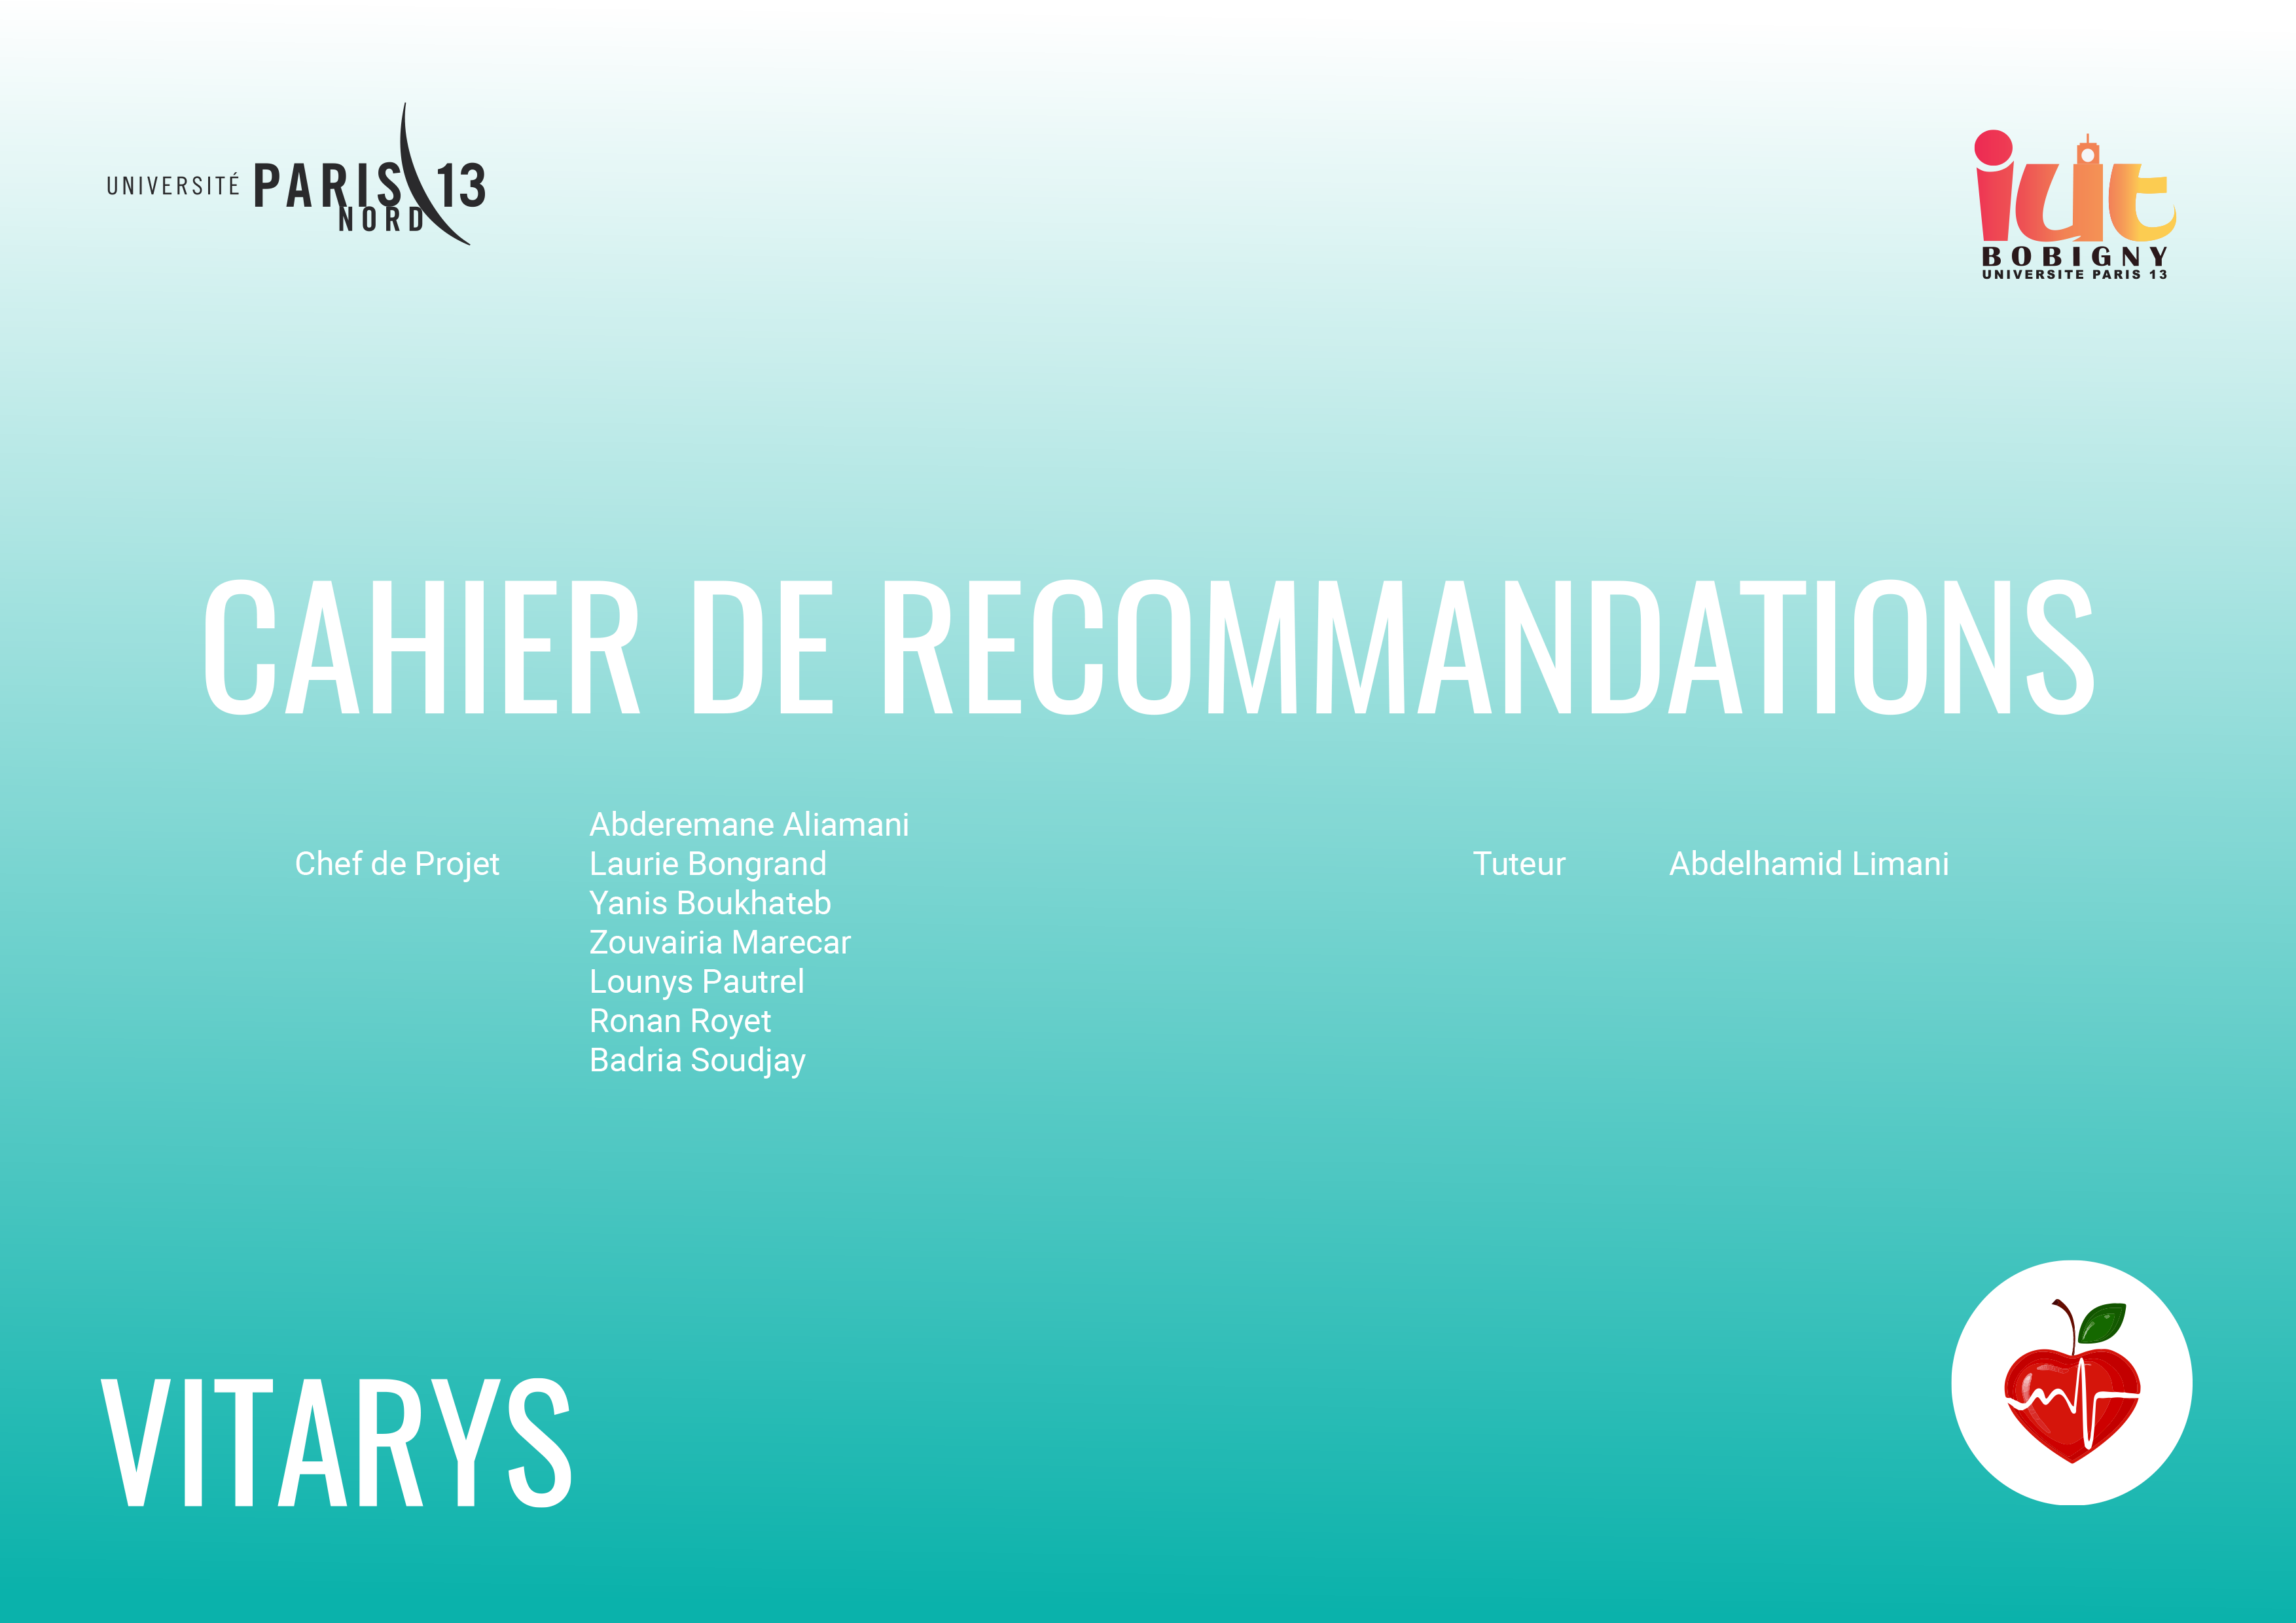 UNIVERSITÉ PARIS 13
NORD
iut
BOBIGNY
UNIVERSITE PARIS 13
CAHIER DE RECOMMANDATIONS
Abderemane Aliamani
Chef de Projet Laurie Bongrand
Yanis Boukhateb
Zouvairia Marecar
Lounys Pautrel
Ronan Royet
Badria Soudjay
Tuteur Abdelhamid Limani
VITARYS